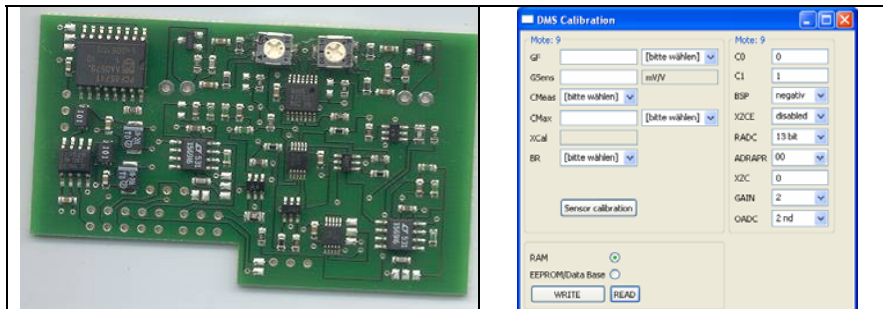 DMS Calibration
Mote: 9
GF [bitte wählen]
GSens mV/V
CMeas [bitte wählen]
CMax [bitte wählen]
XCal
BR [bitte wählen]
Sensor calibration
RAM
EEPROM/Data Base
WRITE READ
Mote: 9
C0 0
C1 1
BSP negativ
XZCE disabled
RADC 13 bit
ADRAPR 00
XZC 0
GAIN 2
OADC 2 nd